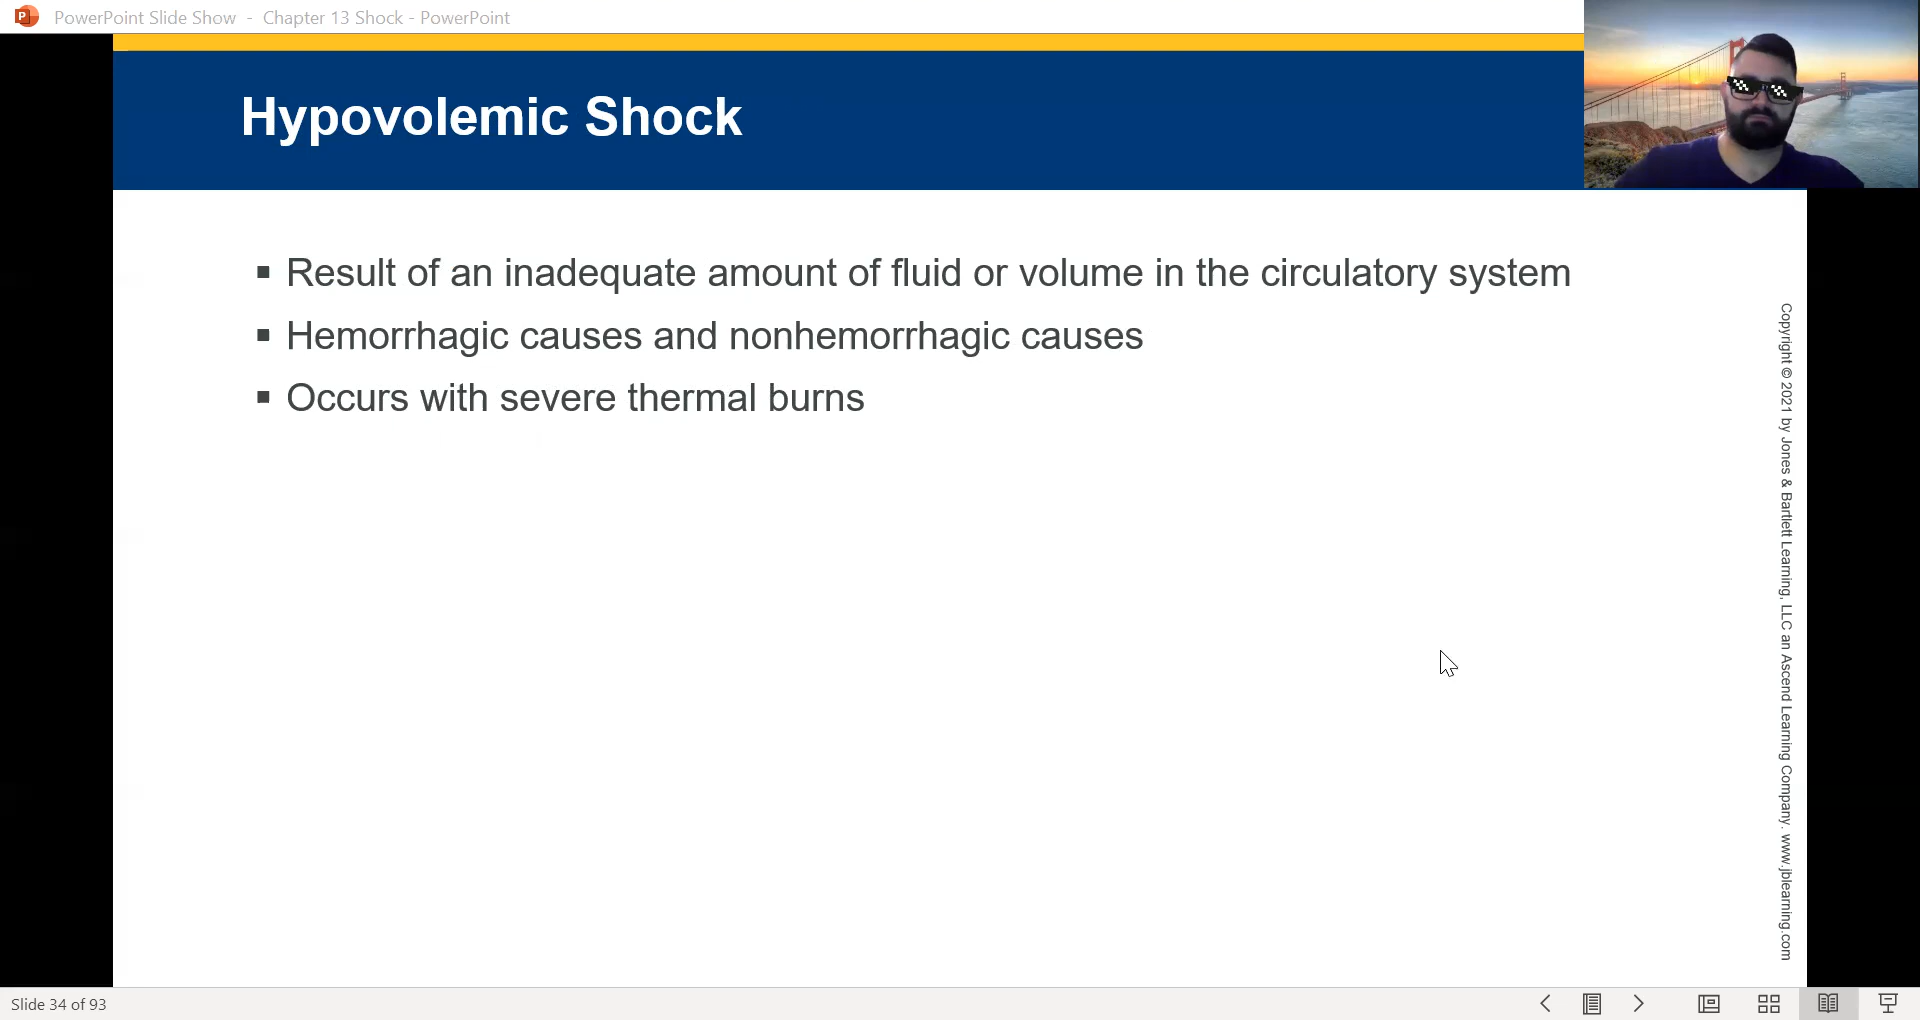 PowerPoint Slide Show - Chapter 13 Shock - PowerPoint
Hypovolemic Shock
▪ Result of an inadequate amount of fluid or volume in the circulatory system
▪ Hemorrhagic causes and nonhemorrhagic causes
▪ Occurs with severe thermal burns
Copyright © 2021 by Jones & Bartlett Learning, LLC an Ascend Learning Company. www.jblearning.com
Slide 34 of 93